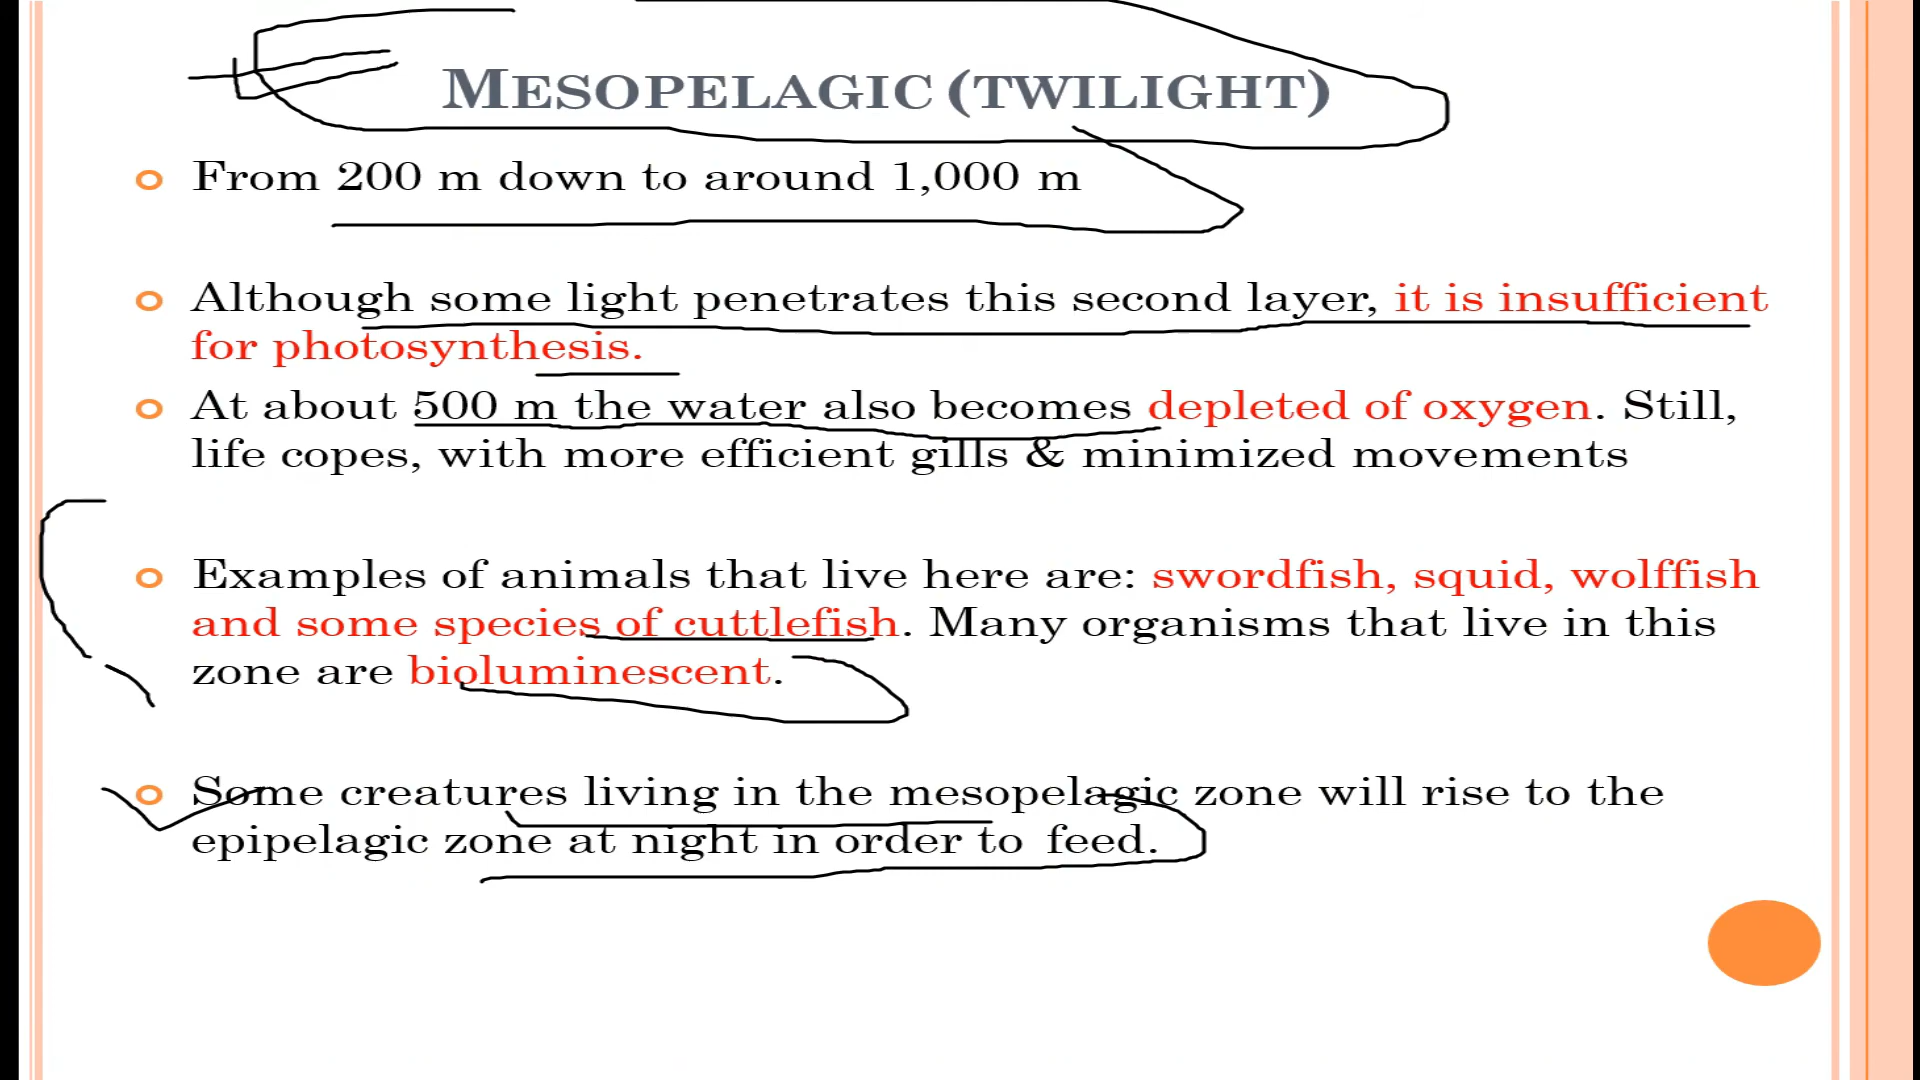 MESOPELAGIC (TWILIGHT)
From 200 m down to around 1,000 m
Although some light penetrates this second layer, it is insufficient
for photosynthesis.
At about 500 m the water also becomes depleted of oxygen. Still,
life copes, with more efficient gills & minimized movements
Examples of animals that live here are: swordfish, squid, wolffish
and some species of cuttlefish. Many organisms that live in this
zone are bioluminescent.
Some creatures living in the mesopelagic zone will rise to the
epipelagic zone at night in order to feed.